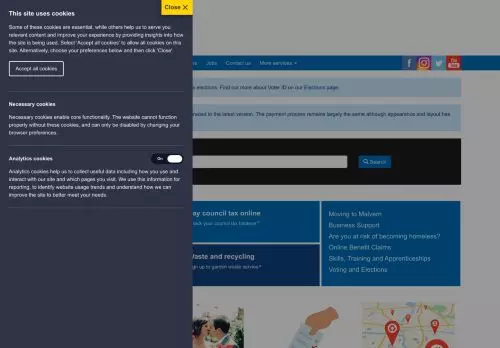 Close ✕
This site uses cookies
Some of these cookies are essential, while others help us to serve you
relevant content and improve your experience by providing insights into
how the site is being used. Select 'Accept all cookies' to allow all cookies on this
site. Alternatively, choose your preferences below and then click 'Close'
Accept all cookies
Necessary cookies
Necessary cookies enable core functionality. The website cannot function
properly without these cookies, and can only be disabled by changing your
browser preferences.
Analytics cookies
On
Analytics cookies help us to collect useful data including how you use and
interact with our site and which pages you visit. We use this information for
reporting, to identify website usage trends and understand how we can
improve the site to better meet your needs.
Jobs Contact us More services
elections. Find out more about Voter ID on our Elections page.
in the latest version. The payment process remains largely the same although appearance and layout has
Search
ay council tax online
your council tax balance?
aste and recycling
ign up to garden waste service?
Moving to Malvern
Business Support
Are you at risk of becoming homeless?
Online Benefit Claims
Skills, Training and Apprenticeships
Voting and Elections